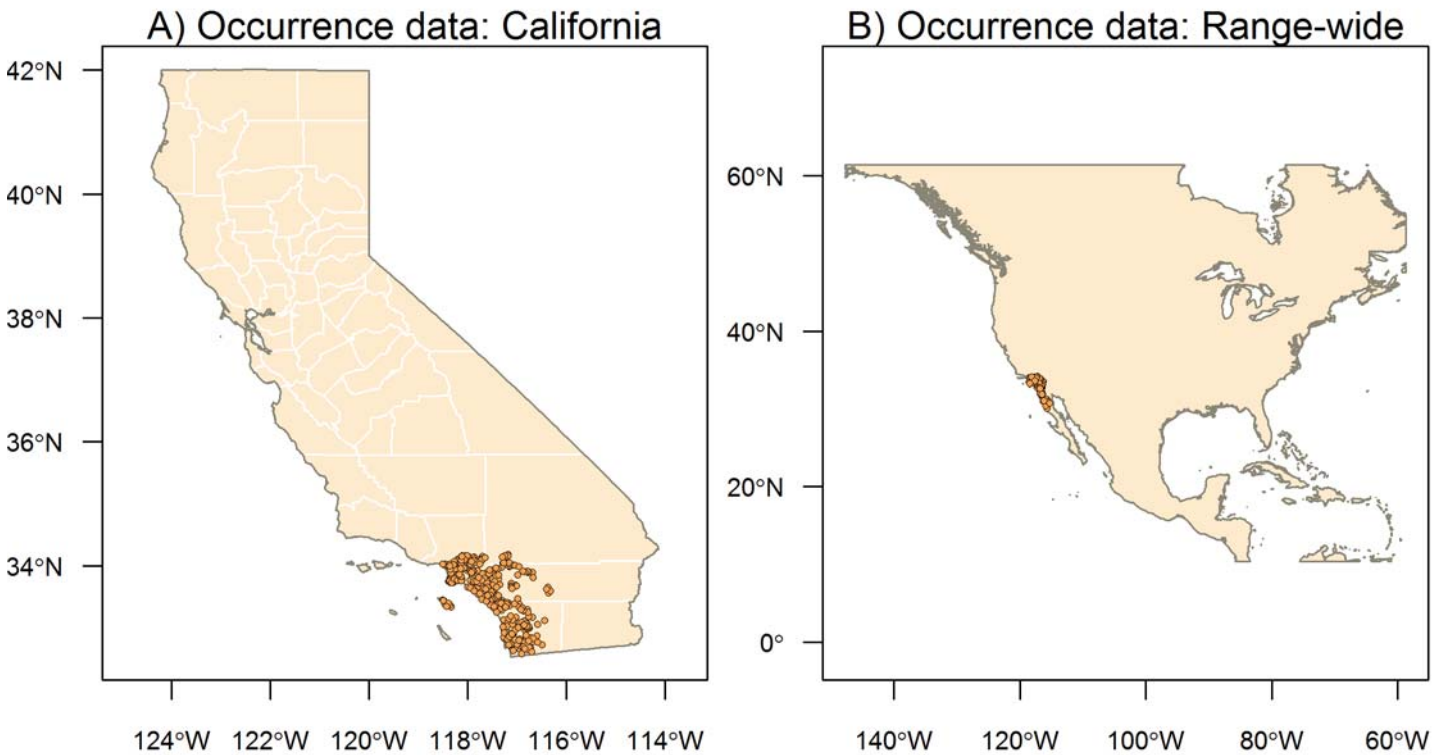 A) Occurrence data: California
42°N
40°N
38°N
36°N
34°N
124°W 122°W 120°W 118°W 116°W 114°W
B) Occurrence data: Range-wide
60°N
40°N
20°N
0°
140°W 120°W 100°W 80°W 60°W